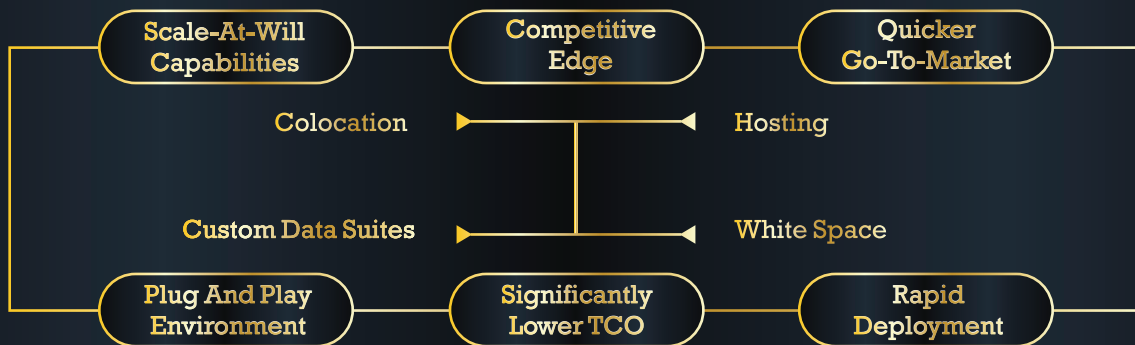 Scale-At-Will
Capabilities
Competitive
Edge
Quicker
Go-To-Market
Colocation
Hosting
Custom Data Suites
White Space
Plug And Play
Environment
Significantly
Lower TCO
Rapid
Deployment